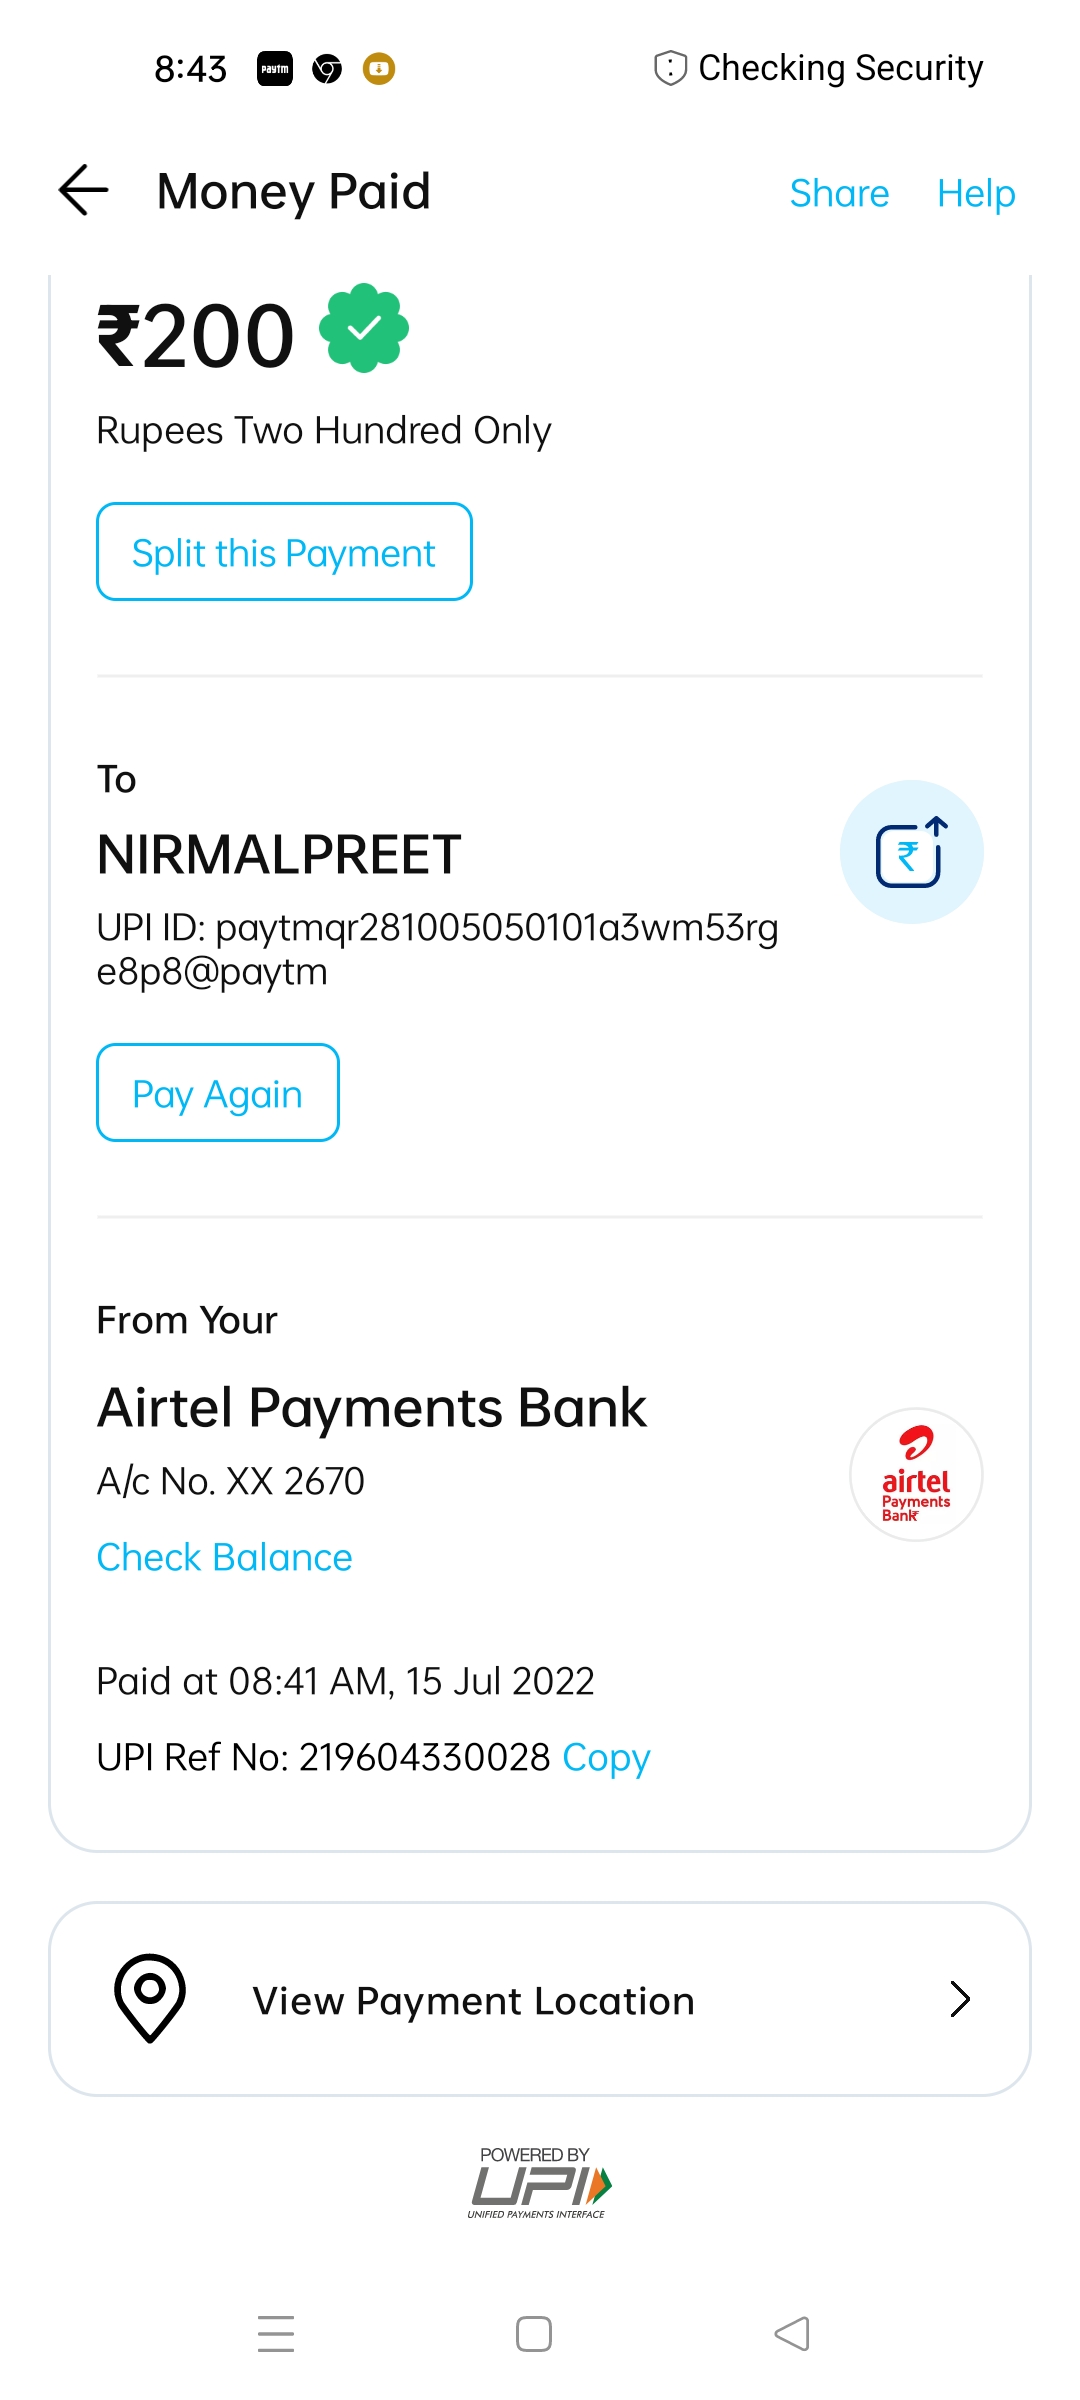 8:43 paytm Checking Security
Money Paid Share Help
₹200
Rupees Two Hundred Only
Split this Payment
To
NIRMALPREET
₹
UPI ID: paytmqr281005050101a3wm53rg
e8p8@paytm
Pay Again
From Your
Airtel Payments Bank
A/c No. XX 2670
airtel
Payments
Bank
Check Balance
Paid at 08:41 AM, 15 Jul 2022
UPI Ref No: 219604330028 Copy
View Payment Location
POWERED BY
UPI
UNIFIED PAYMENTS INTERFACE